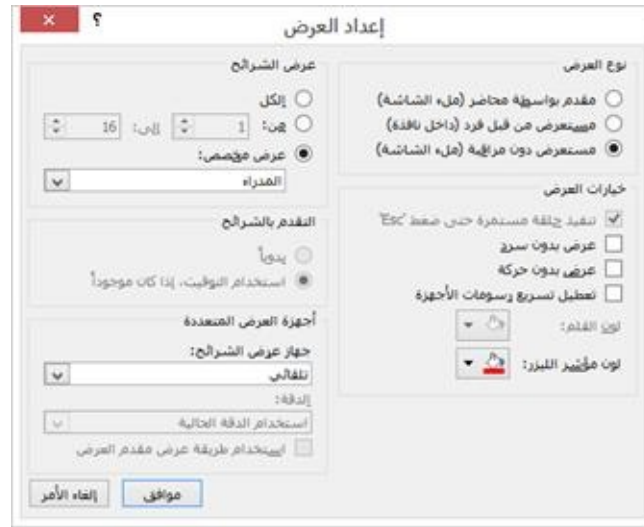 إعداد العرض
؟
نوع العرض
مقدم بواسطة محاضر (ملء الشاشة)
مستعرض من قبل فرد (داخل نافذة)
مستعرض دون مراقبة (ملء الشاشة)
خيارات العرض
تنفيذ حلقة مستمرة حتى ضغط 'Esc'
عرض بدون سرد
عرض بدون حركة
تعطيل تسريع رسومات الأجهزة
لون القلم:
لون مؤشير الليزر:
عرض الشرائح
الكل
من: 1 إلى: 16
عرض مخصص:
المدراء
التقدم بالشرائح
يدوياً
استخدام التوقيت، إذا كان موجوداً
أجهزة العرض المتعددة
جهاز عرض الشرائح:
تلقائي
الدقة:
استخدام الدقة الحالية
استخدام طريقة عرض مقدم العرض
موافق
إلغاء الأمر